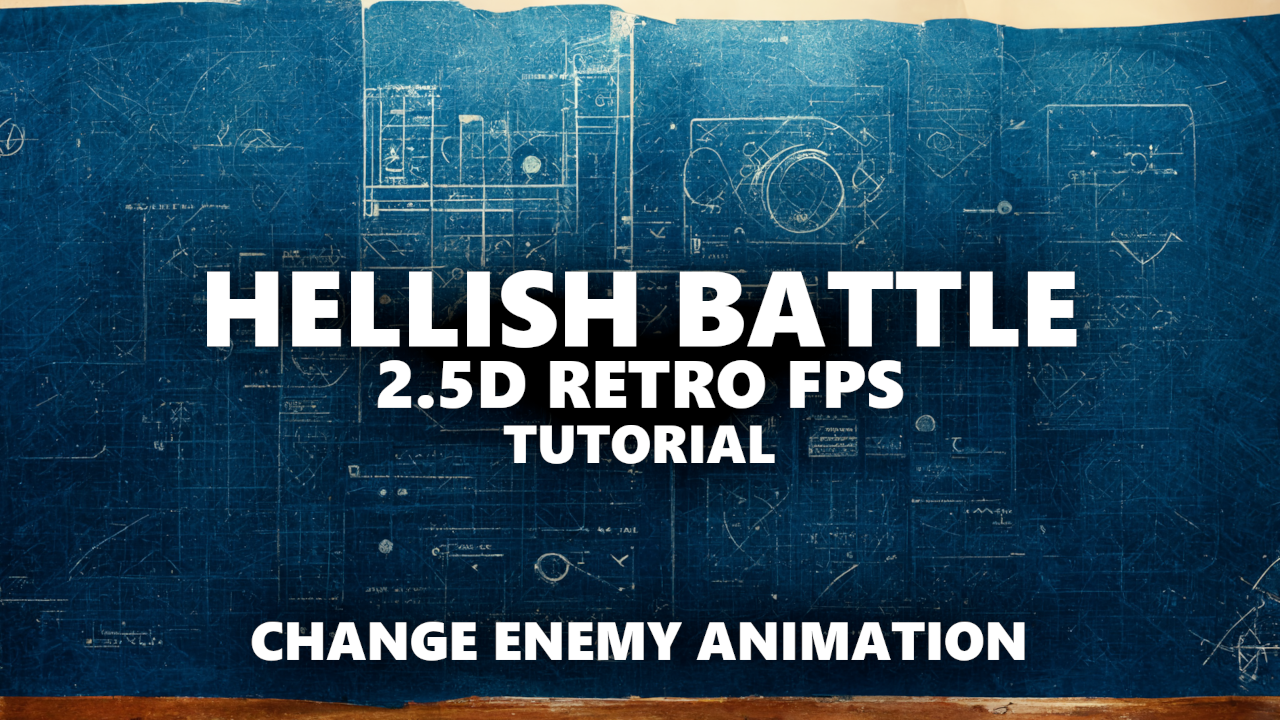 HELLISH BATTLE
2.5D RETRO FPS
TUTORIAL
CHANGE ENEMY ANIMATION